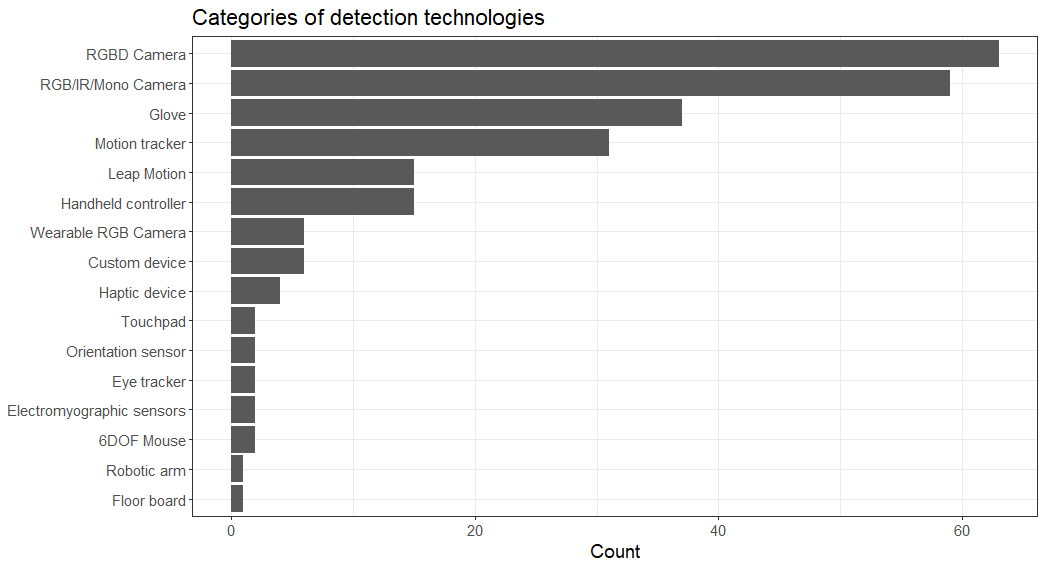 Categories of detection technologies
RGBD Camera
RGB/IR/Mono Camera
Glove
Motion tracker
Leap Motion
Handheld controller
Wearable RGB Camera
Custom device
Haptic device
Touchpad
Orientation sensor
Eye tracker
Electromyographic sensors
6DOF Mouse
Robotic arm
Floor board
0 20 40 60
Count